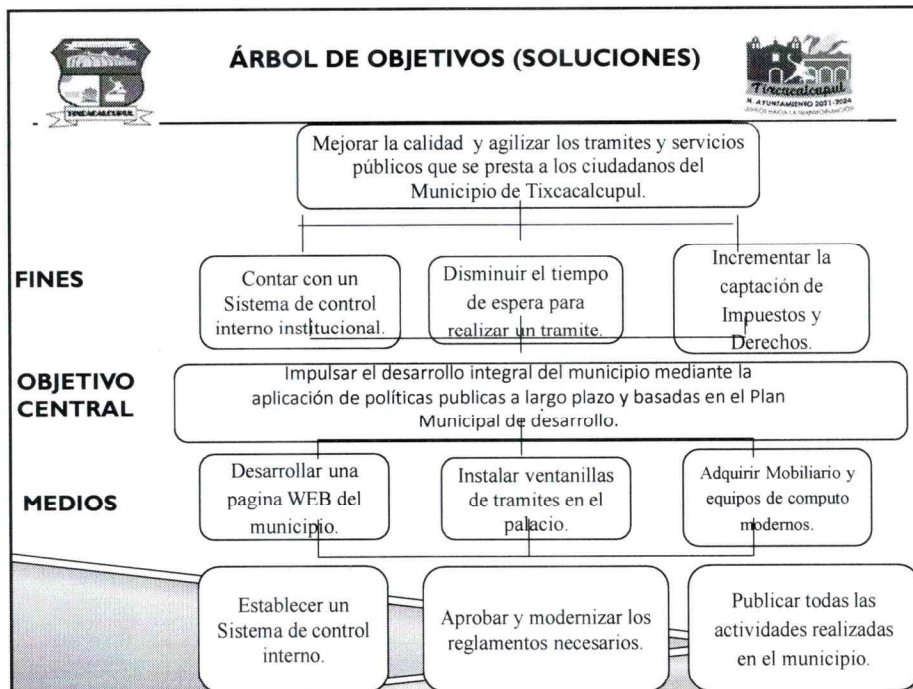 ÁRBOL DE OBJETIVOS (SOLUCIONES)
TIXCACALCUPUL
Tixcacalcupul
H. AYUNTAMIENTO 2021-2024
Mejorar la calidad y agilizar los tramites y servicios
públicos que se presta a los ciudadanos del
Municipio de Tixcacalcupul.
FINES
Contar con un
Sistema de control
interno institucional.
Disminuir el tiempo
de espera para
realizar un tramite.
Incrementar la
captación de
Impuestos y
Derechos.
OBJETIVO
CENTRAL
Impulsar el desarrollo integral del municipio mediante la
aplicación de políticas publicas a largo plazo y basadas en el Plan
Municipal de desarrollo.
MEDIOS
Desarrollar una
pagina WEB del
municipio.
Instalar ventanillas
de tramites en el
palacio.
Adquirir Mobiliario y
equipos de computo
modernos.
Establecer un
Sistema de control
interno.
Aprobar y modernizar los
reglamentos necesarios.
Publicar todas las
actividades realizadas
en el municipio.